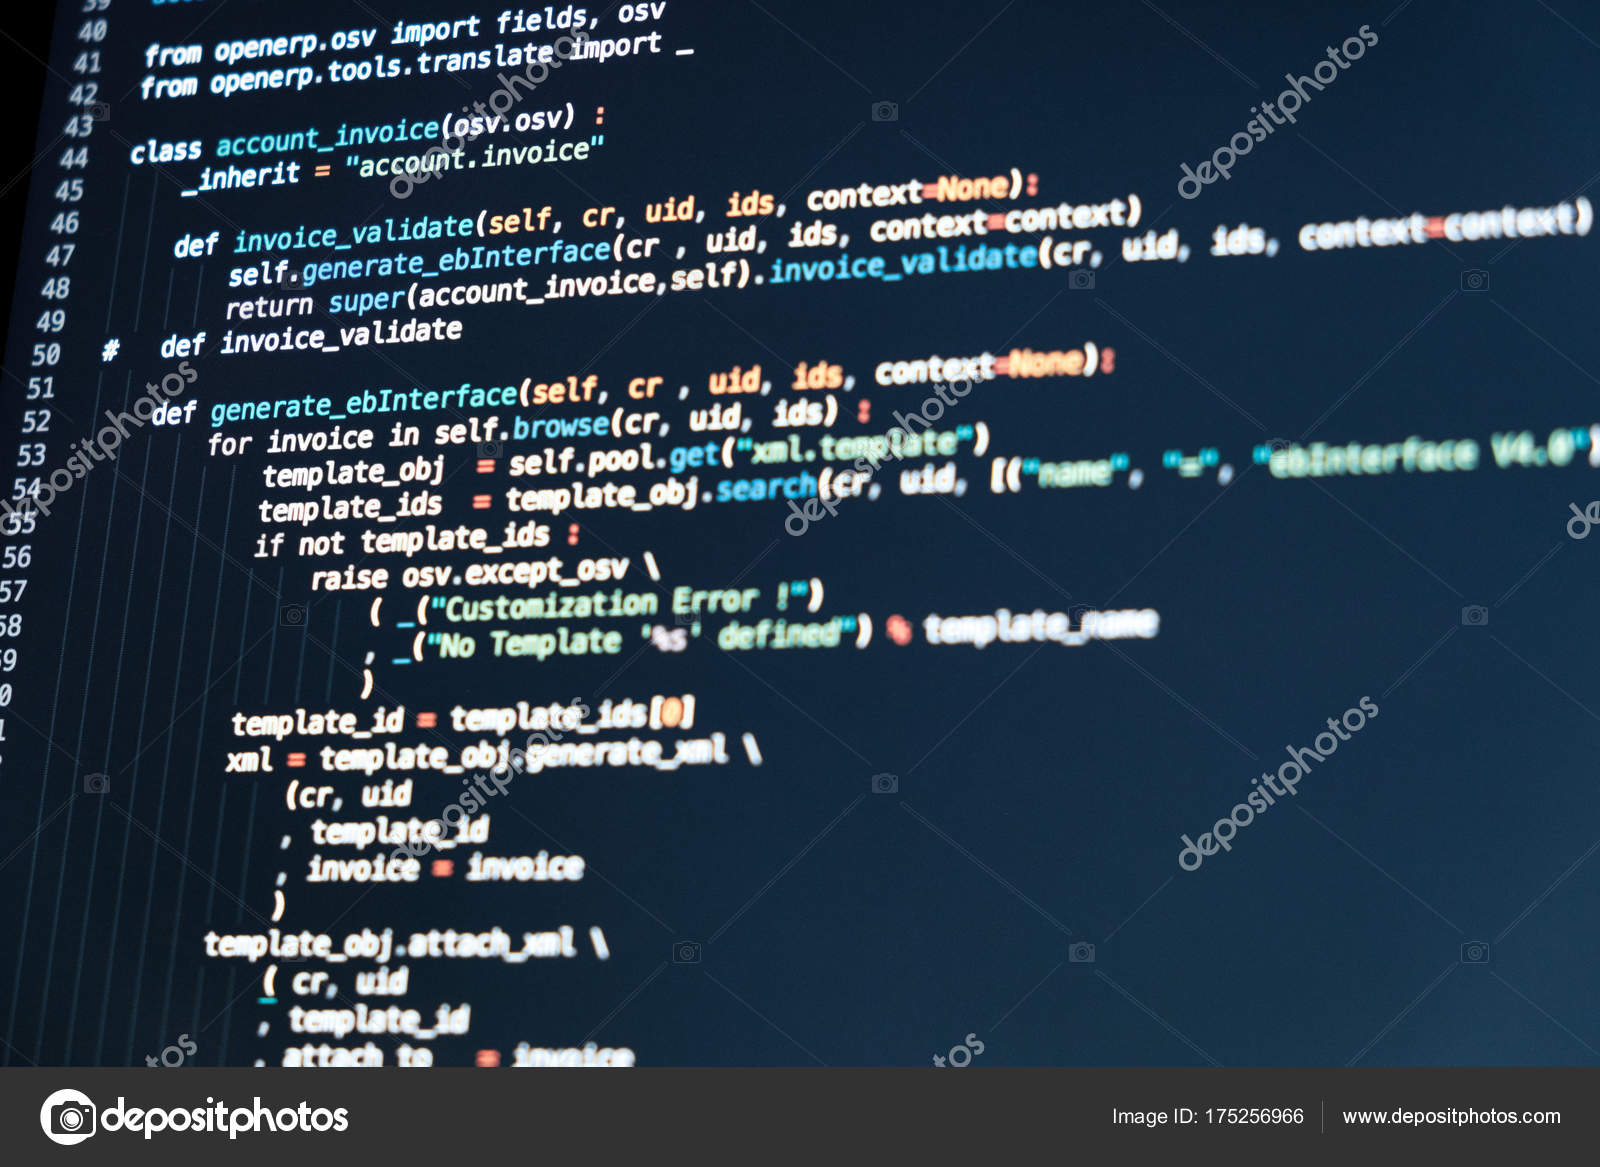 39
40
41 from openerp.osv import fields, osv
42 from openerp.tools.translate import _
43
44 class account_invoice(osv.osv) :
45 _inherit = "account.invoice"
46
47 def invoice_validate(self, cr, uid, ids, context=None):
48 self.generate_ebInterface(cr , uid, ids, context=context)
49 return super(account_invoice,self).invoice_validate(cr, uid, ids, context=context)
50 # def invoice_validate
51
52 def generate_ebInterface(self, cr , uid, ids, context=None):
53 for invoice in self.browse(cr, uid, ids) :
54 template_obj = self.pool.get("xml.template")
55 template_ids = template_obj.search(cr, uid, [("name", "=", "ebInterface V4.0")
56 if not template_ids :
57 raise osv.except_osv \
58 ( _("Customization Error !")
9 , _("No Template '%s' defined") % template_name
0 )
template_id = template_ids[0]
xml = template_obj.generate_xml \
(cr, uid
, template_id
, invoice = invoice
)
template_obj.attach_xml \
( cr, uid
, template_id
, attach_to = invoice
depositphotos
Image ID: 175256966 www.depositphotos.com